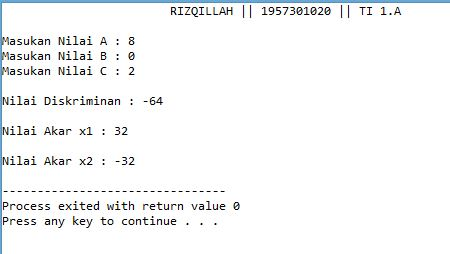 RIZQILLAH || 1957301020 || TI 1.A
Masukan Nilai A : 8
Masukan Nilai B : 0
Masukan Nilai C : 2
Nilai Diskriminan : -64
Nilai Akar x1 : 32
Nilai Akar x2 : -32
------------------------------
Process exited with return value 0
Press any key to continue . . .